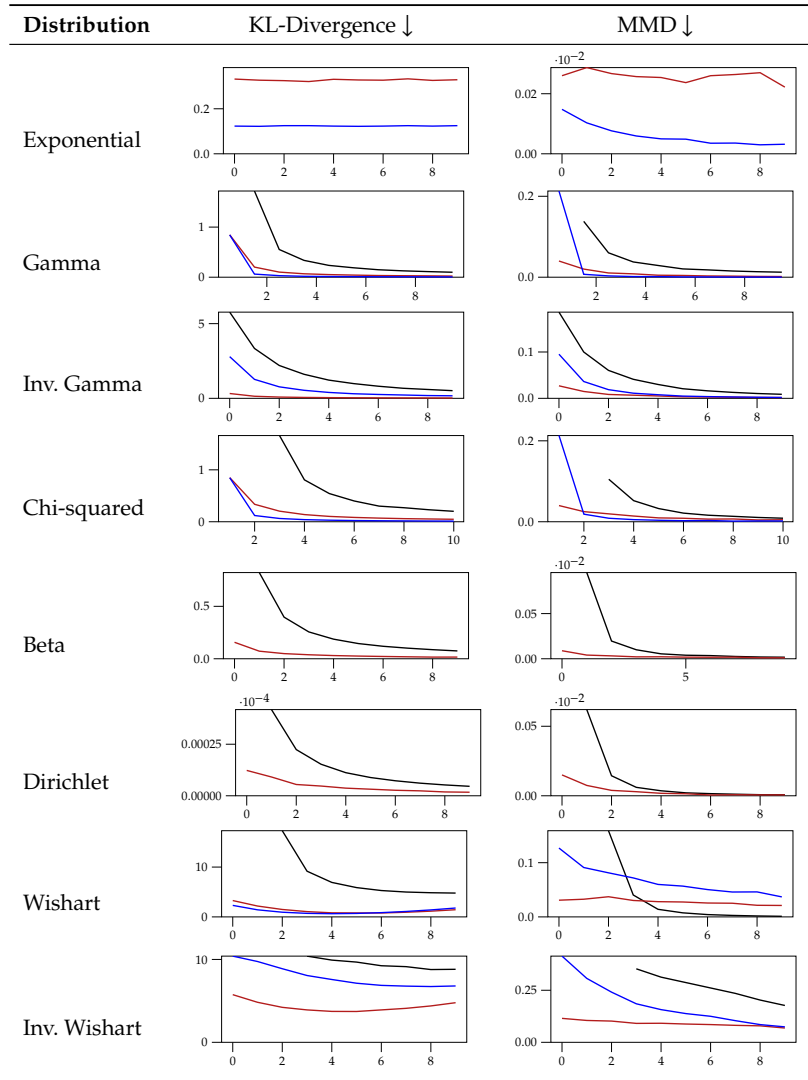 Distribution KL-Divergence ↓ MMD ↓
Exponential
0.2
0.0
0 2 4 6 8
·10⁻²
0.02
0.00
0 2 4 6 8
Gamma
1
0
2 4 6 8
0.2
0.0
2 4 6 8
Inv. Gamma
5
0
0 2 4 6 8
0.1
0.0
0 2 4 6 8
Chi-squared
1
0
2 4 6 8 10
0.2
0.0
2 4 6 8 10
Beta
0.5
0.0
0 2 4 6 8
·10⁻²
0.05
0.00
0 5
Dirichlet
·10⁻⁴
0.00025
0.00000
0 2 4 6 8
·10⁻²
0.05
0.00
0 2 4 6 8
Wishart
10
0
0 2 4 6 8
0.1
0.0
0 2 4 6 8
Inv. Wishart
10
0
0 2 4 6 8
0.25
0.00
0 2 4 6 8